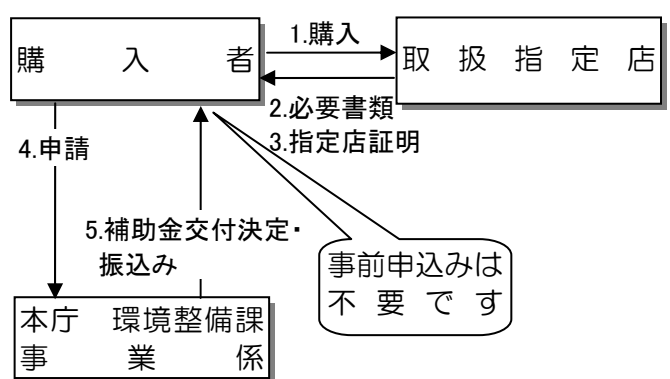 購入者
1.購入
取扱指定店
2.必要書類
3.指定店証明
4.申請
5.補助金交付決定・
振込み
事前申込みは
不要です
本庁 環境整備課
事業係